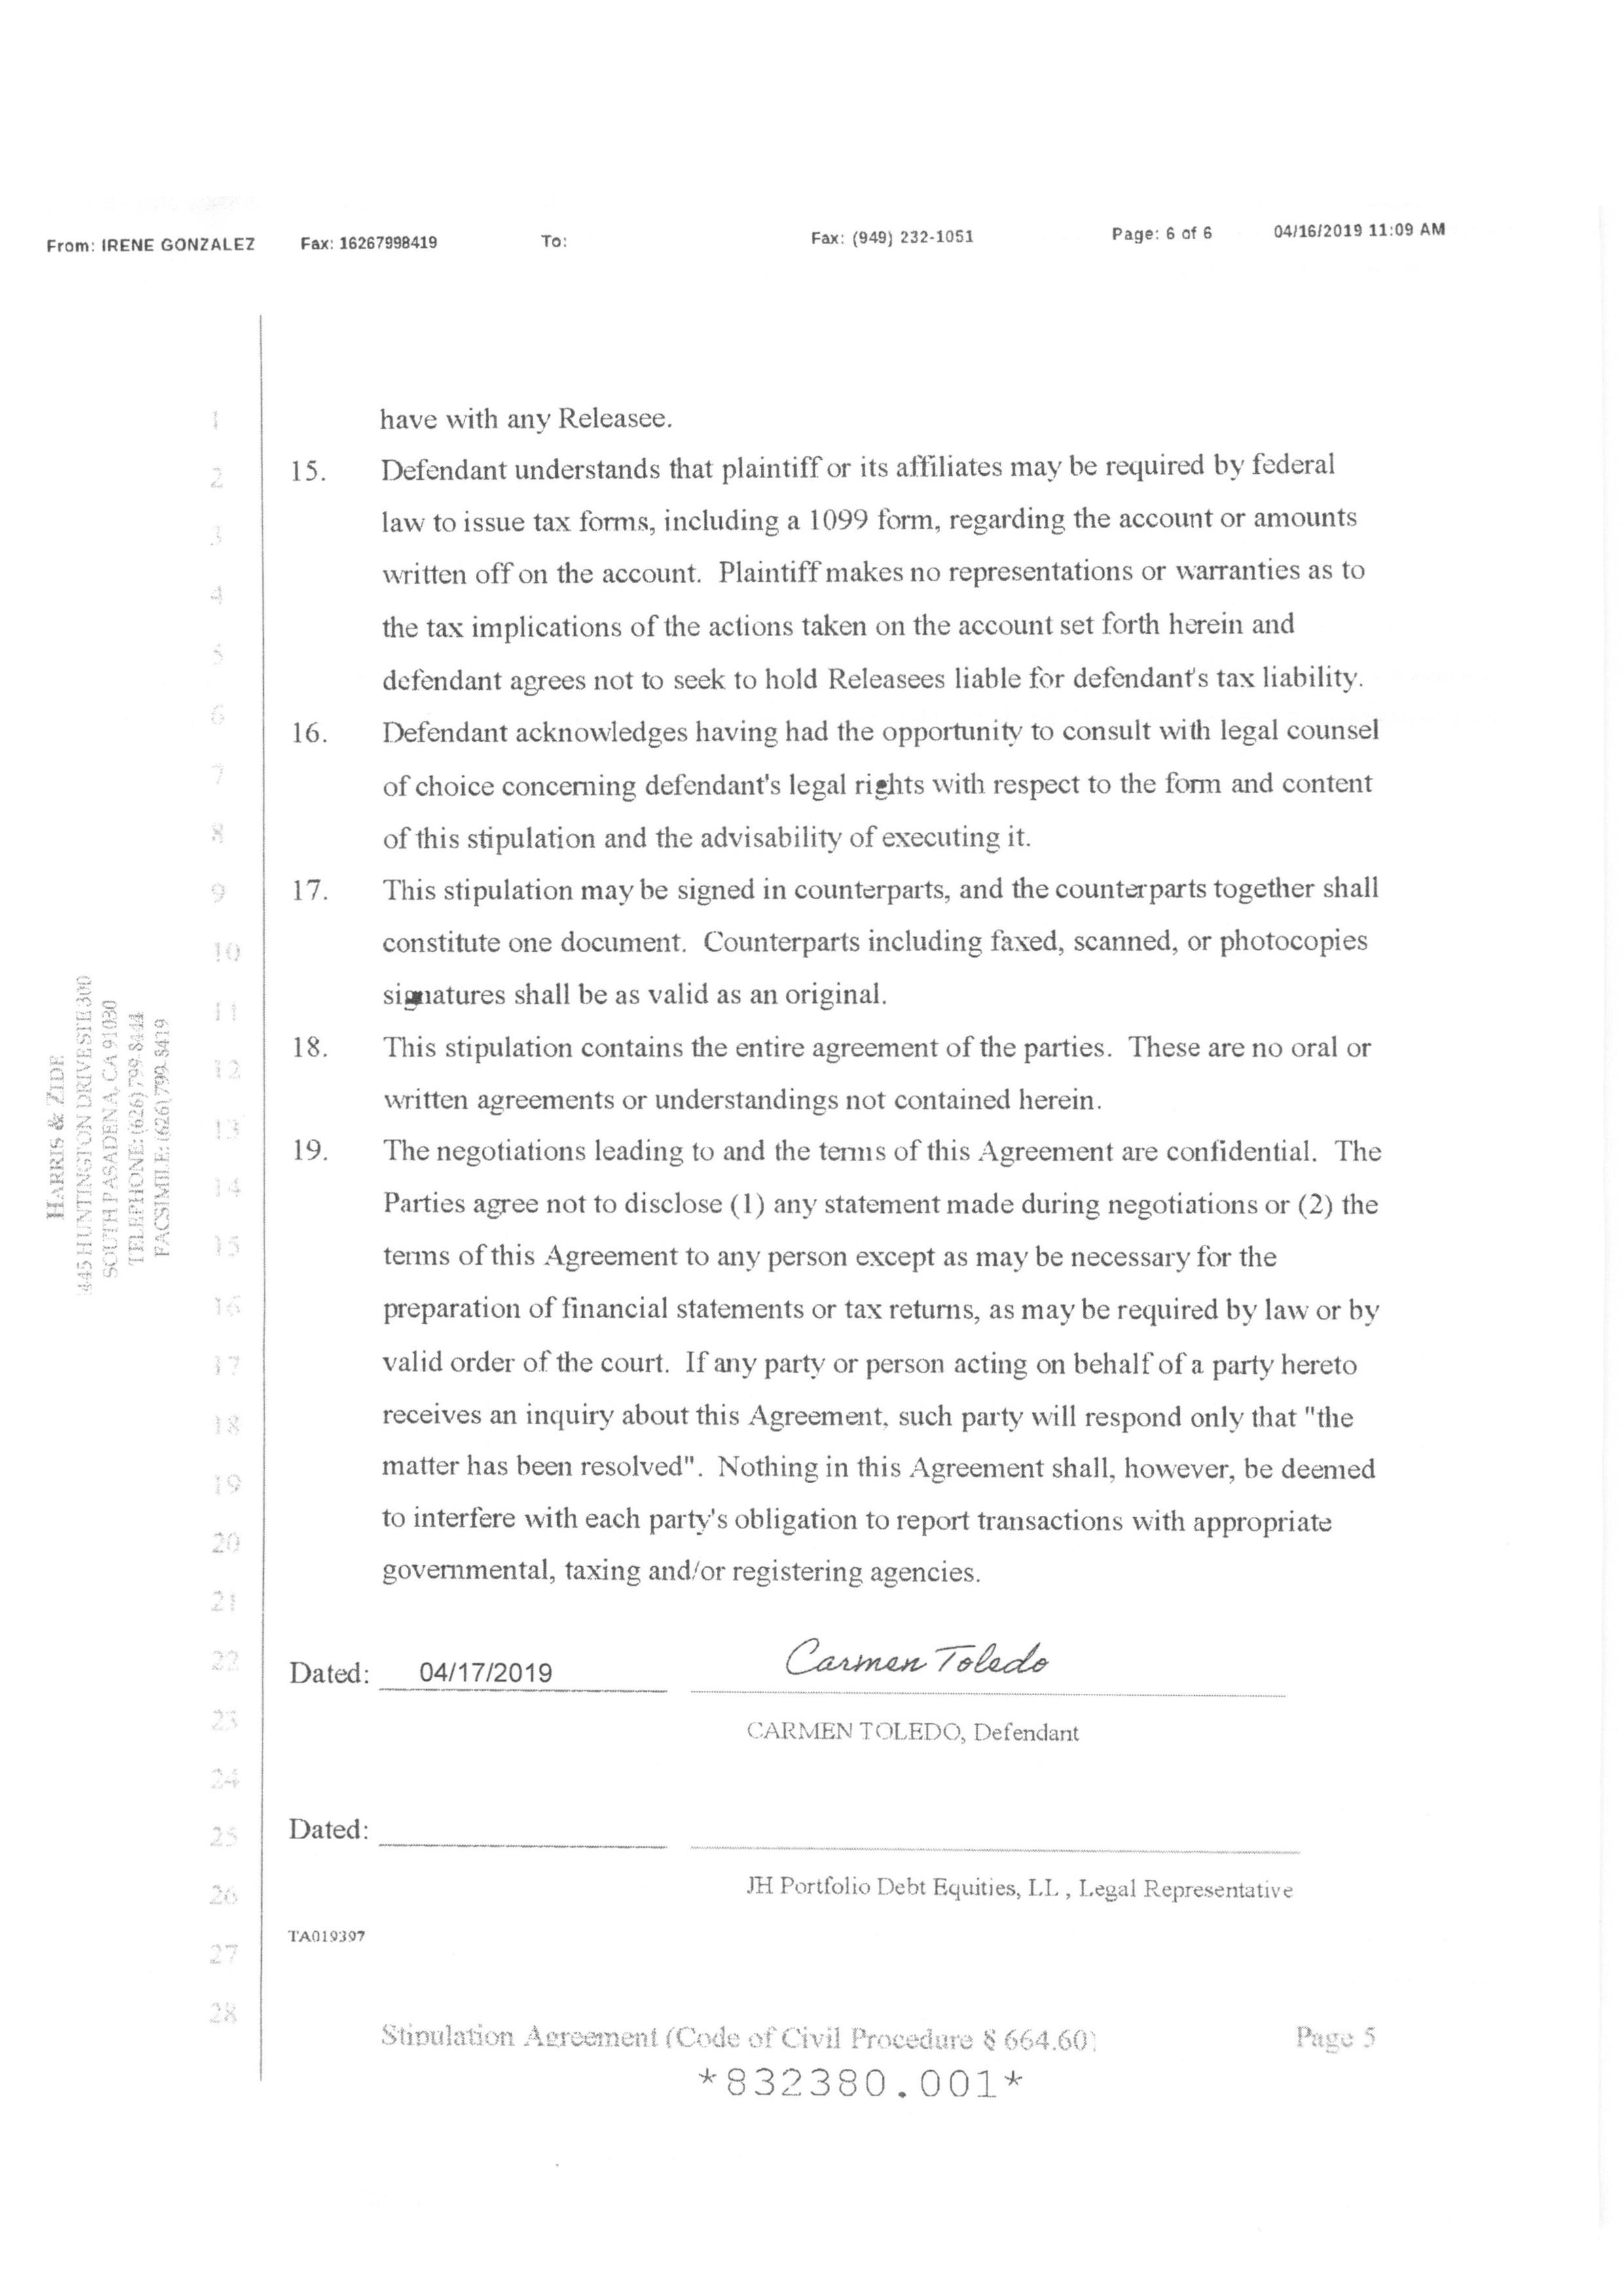 From: IRENE GONZALEZ Fax: 16267998419 To: Fax: (949) 232-1051 Page: 6 of 6 04/16/2019 11:09 AM
1 have with any Releasee.
2 15. Defendant understands that plaintiff or its affiliates may be required by federal
3 law to issue tax forms, including a 1099 form, regarding the account or amounts
written off on the account. Plaintiff makes no representations or warranties as to
4
the tax implications of the actions taken on the account set forth herein and
5
defendant agrees not to seek to hold Releasees liable for defendant's tax liability.
6
16. Defendant acknowledges having had the opportunity to consult with legal counsel
7
of choice concerning defendant's legal rights with respect to the form and content
8 of this stipulation and the advisability of executing it.
9 17. This stipulation may be signed in counterparts, and the counterparts together shall
10 constitute one document. Counterparts including faxed, scanned, or photocopies
signatures shall be as valid as an original.
11
18. This stipulation contains the entire agreement of the parties. These are no oral or
12
written agreements or understandings not contained herein.
13
19. The negotiations leading to and the terms of this Agreement are confidential. The
14
Parties agree not to disclose (1) any statement made during negotiations or (2) the
15 terms of this Agreement to any person except as may be necessary for the
16 preparation of financial statements or tax returns, as may be required by law or by
17 valid order of the court. If any party or person acting on behalf of a party hereto
18 receives an inquiry about this Agreement, such party will respond only that "the
matter has been resolved". Nothing in this Agreement shall, however, be deemed
19
to interfere with each party's obligation to report transactions with appropriate
20
governmental, taxing and/or registering agencies.
21
22 Dated: 04/17/2019 Carmen Toledo
23 CARMEN TOLEDO, Defendant
24
25 Dated:
26 JH Portfolio Debt Equities, LL , Legal Representative
TA019397
27
28
Stipulation Agreement (Code of Civil Procedure § 664.60) Page 5
*832380.001*
HARRIS & ZIDE
445 HUNTINGTON DRIVE STE 300
SOUTH PASADENA, CA 91030
TELEPHONE: (626) 799-8444
FACSIMILE: (626) 799-8419